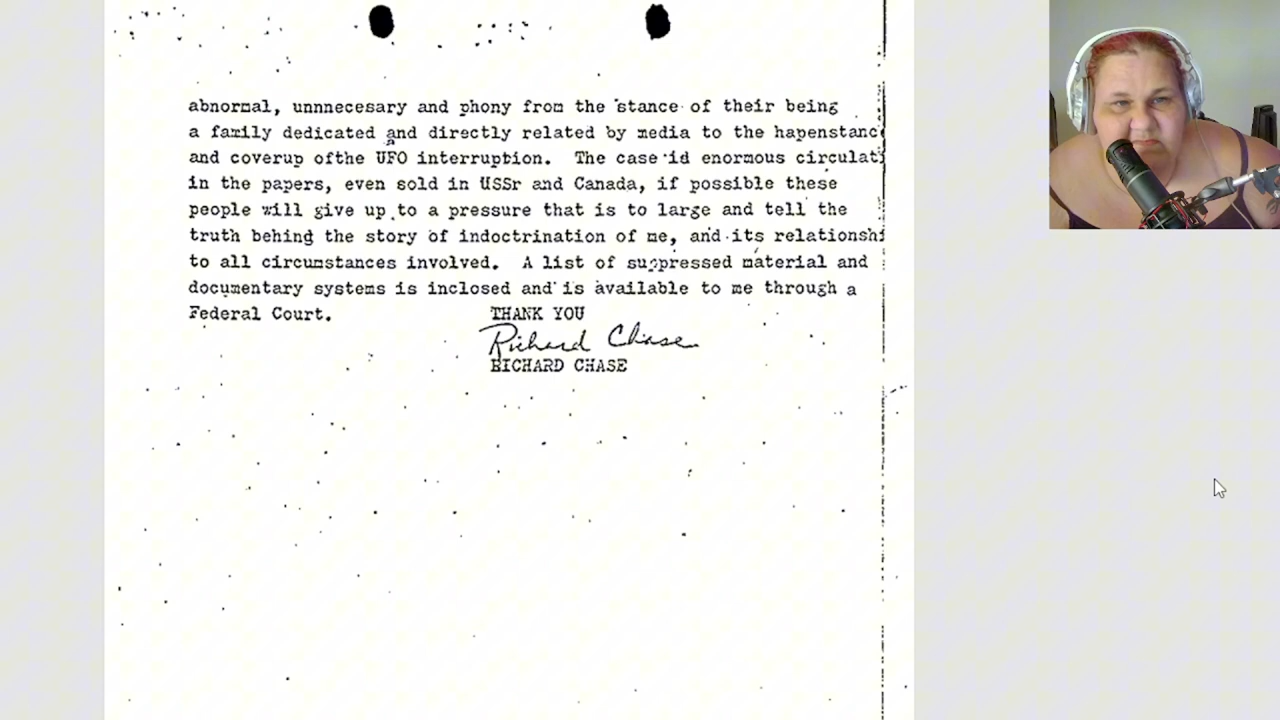 abnormal, unnnecesary and phony from the stance of their being
a family dedicated and directly related by media to the hapenstanc
a
and coverup ofthe UFO interruption. The case id enormous circulati
in the papers, even sold in USSr and Canada, if possible these
people will give up to a pressure that is to large and tell the
truth behing the story of indoctrination of me, and its relationshi
to all circumstances involved. A list of suppressed material and
documentary systems is inclosed and is available to me through a
Federal Court.
THANK YOU
Richard Chase
RICHARD CHASE